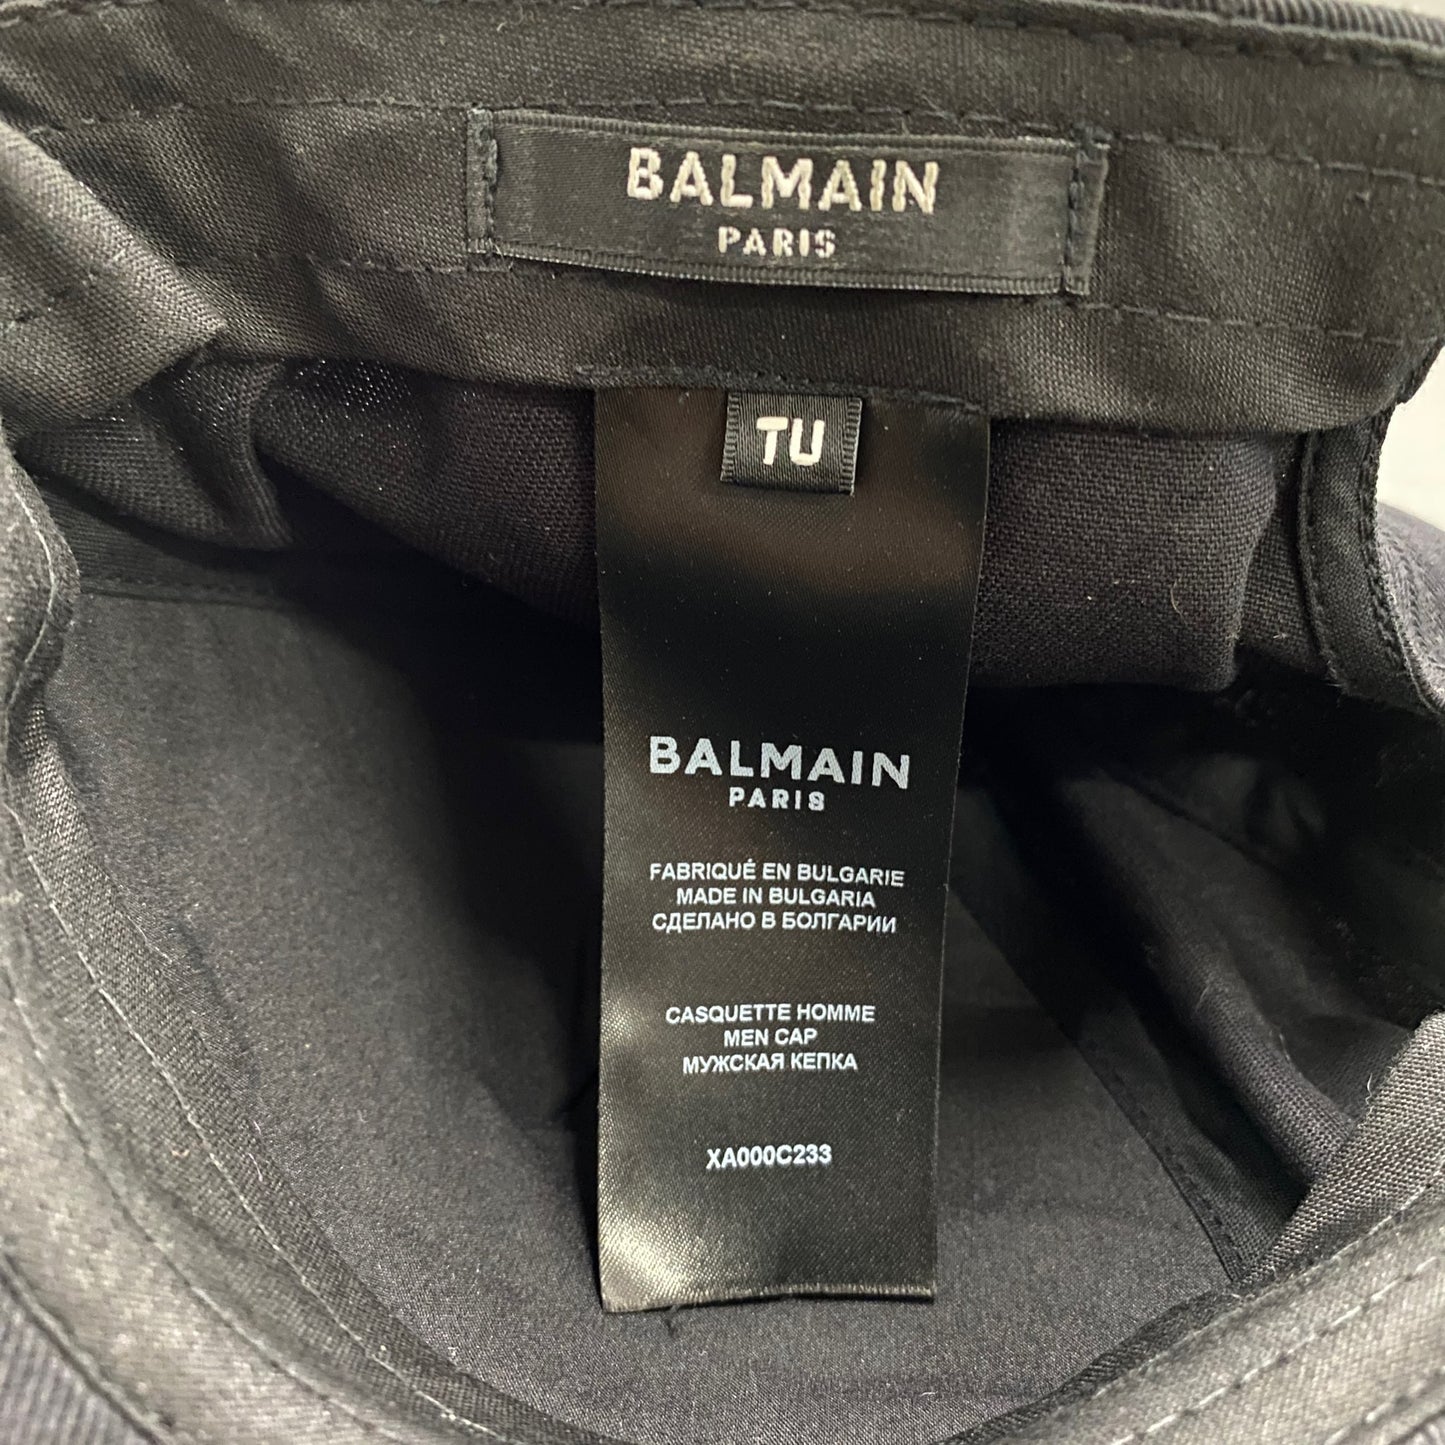 BALMAIN
PARIS
TU
BALMAIN
PARIS
FABRIQUÉ EN BULGARIE
MADE IN BULGARIA
СДЕЛАНО В БОЛГАРИИ
CASQUETTE HOMME
MEN CAP
МУЖСКАЯ КЕПКА
XA000C233